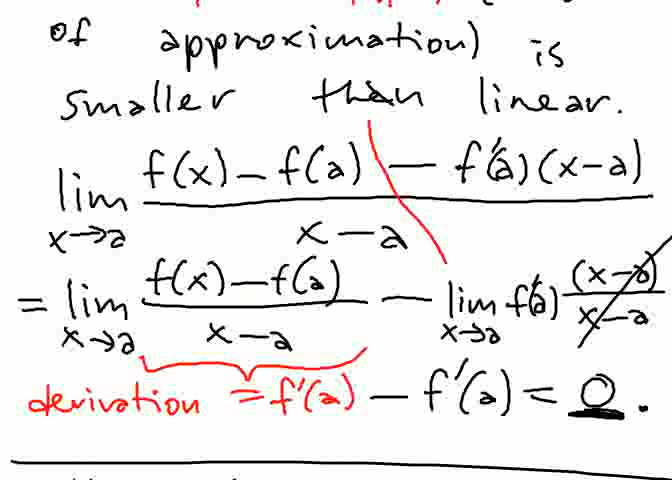 of approximation) is
smaller than linear.
lim x→a (f(x) – f(a) – f'(a)(x–a)) / (x–a)
= lim x→a (f(x) – f(a)) / (x–a) – lim x→a f'(a) (x–a) / (x–a)
derivation = f'(a) – f'(a) = 0.